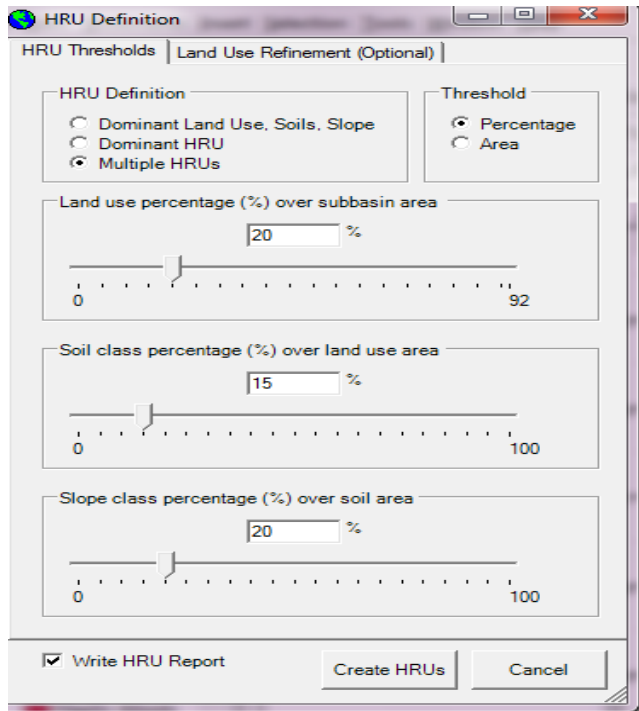 HRU Definition
HRU Thresholds Land Use Refinement (Optional)
HRU Definition
Dominant Land Use, Soils, Slope
Dominant HRU
Multiple HRUs
Threshold
Percentage
Area
Land use percentage (%) over subbasin area
20 %
0 92
Soil class percentage (%) over land use area
15 %
0 100
Slope class percentage (%) over soil area
20 %
0 100
Write HRU Report
Create HRUs
Cancel